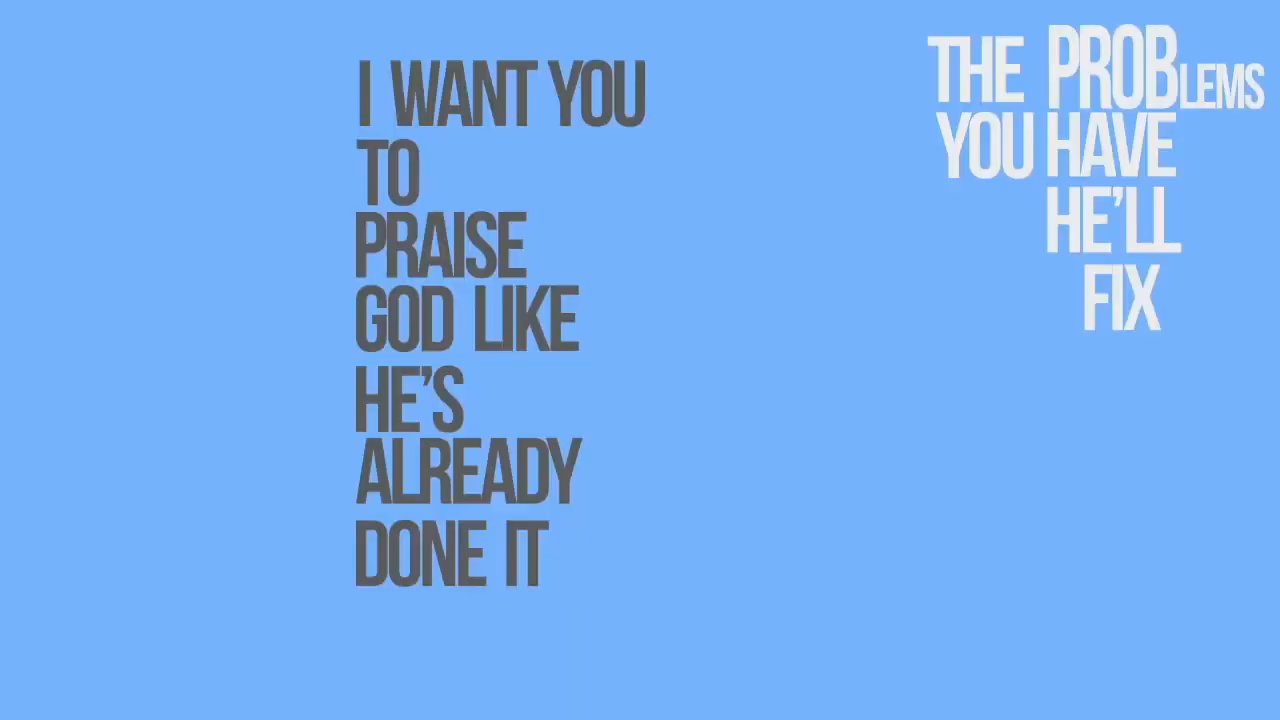 I WANT YOU
TO
PRAISE
GOD LIKE
HE'S
ALREADY
DONE IT
THE PROBLEMS
YOU HAVE
HE'LL
FIX